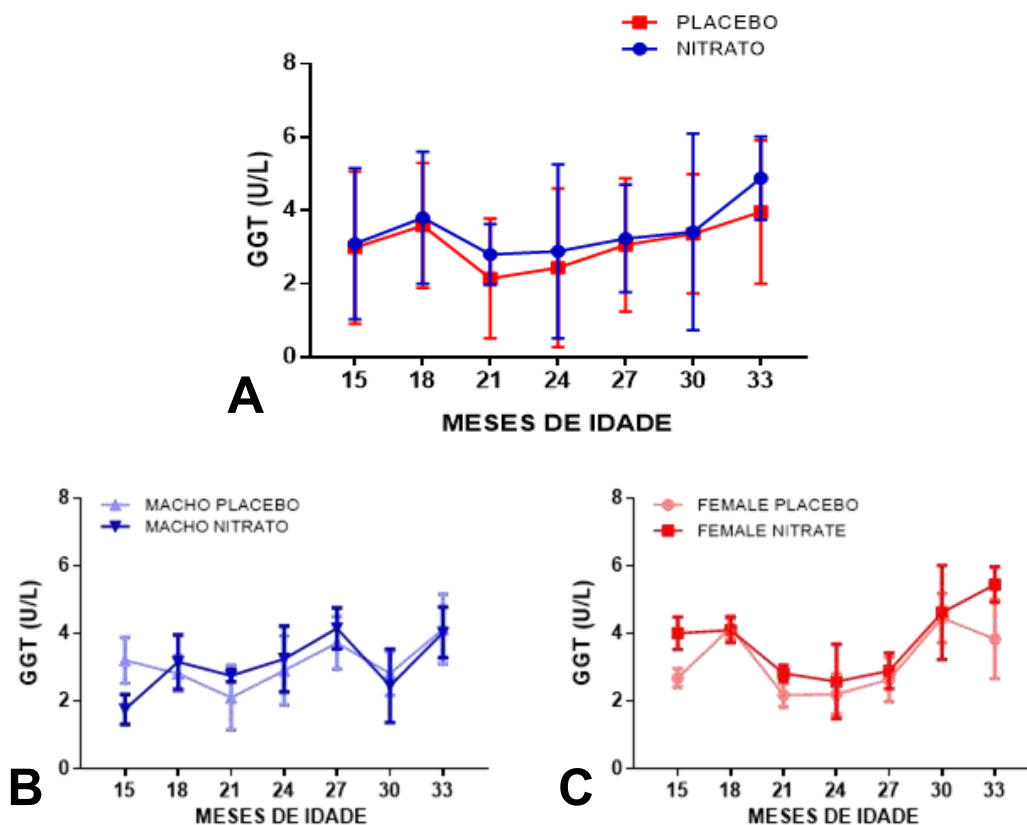 PLACEBO
NITRATO
8
6
4
2
0
GGT (U/L)
15 18 21 24 27 30 33
MESES DE IDADE
A
MACHO PLACEBO
MACHO NITRATO
8
6
4
2
0
GGT (U/L)
15 18 21 24 27 30 33
MESES DE IDADE
B
FEMALE PLACEBO
FEMALE NITRATE
8
6
4
2
0
GGT (U/L)
15 18 21 24 27 30 33
MESES DE IDADE
C